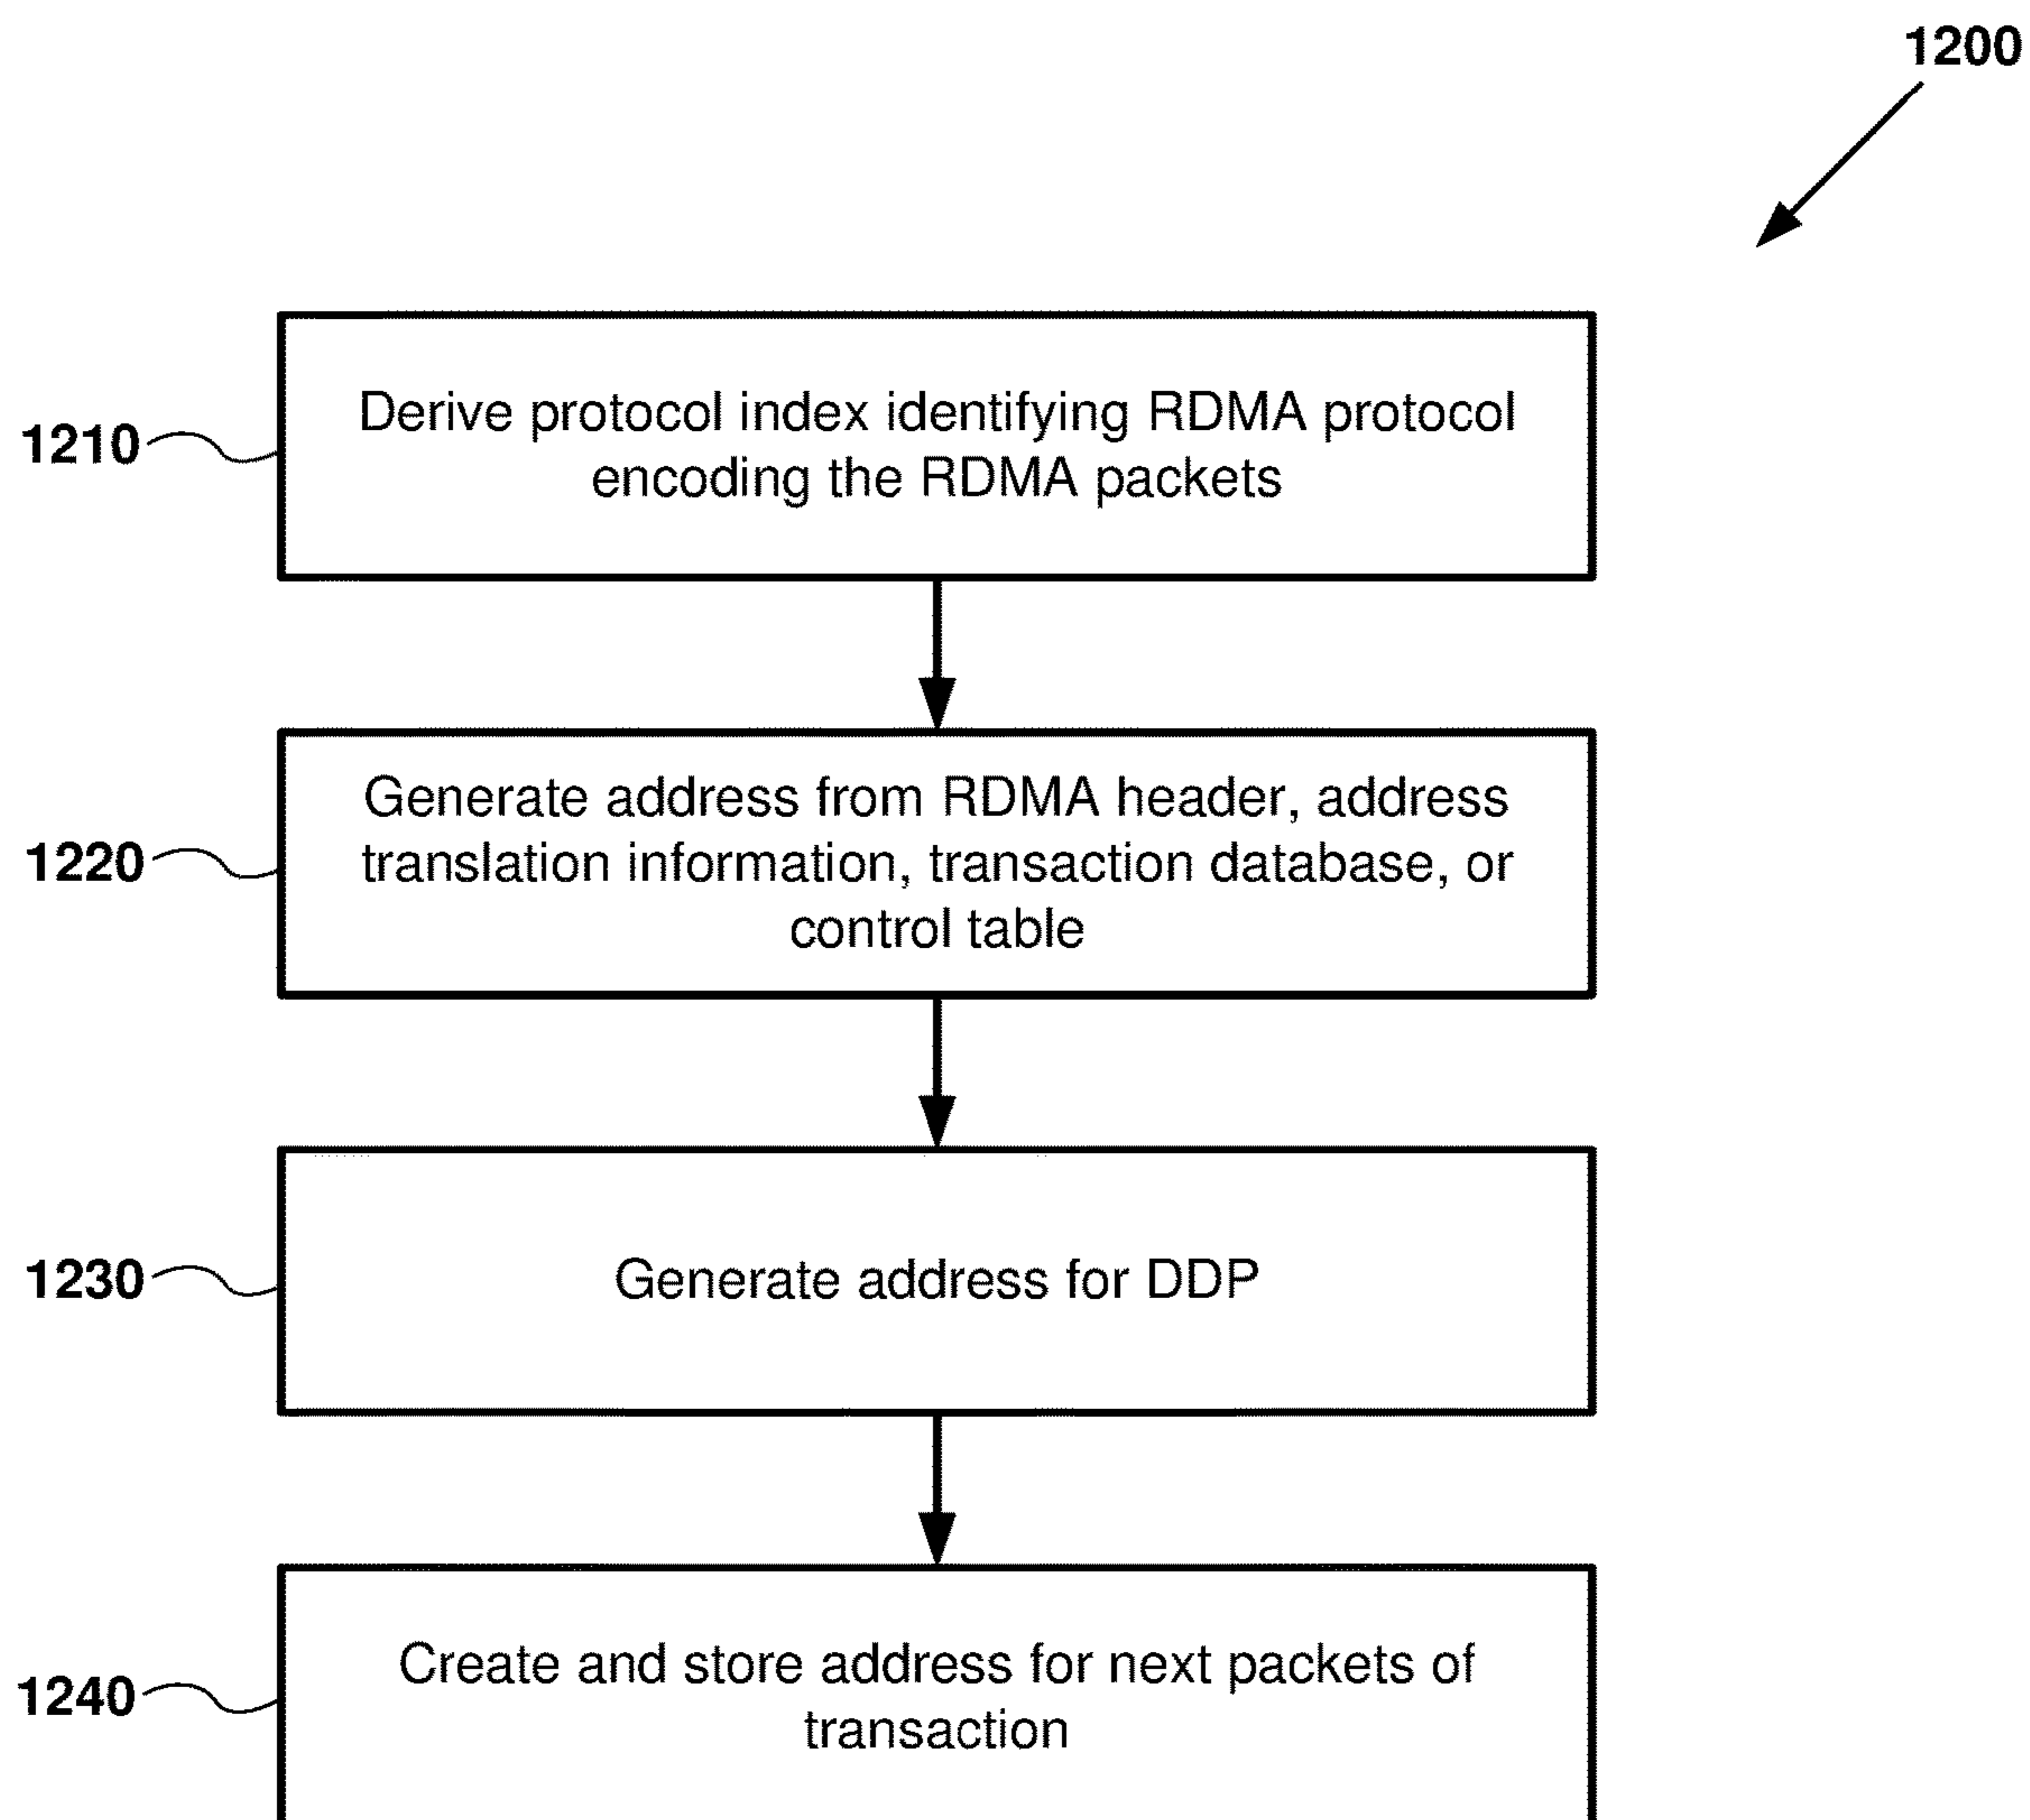 1200
1210
Derive protocol index identifying RDMA protocol
encoding the RDMA packets
1220
Generate address from RDMA header, address
translation information, transaction database, or
control table
1230
Generate address for DDP
1240
Create and store address for next packets of
transaction